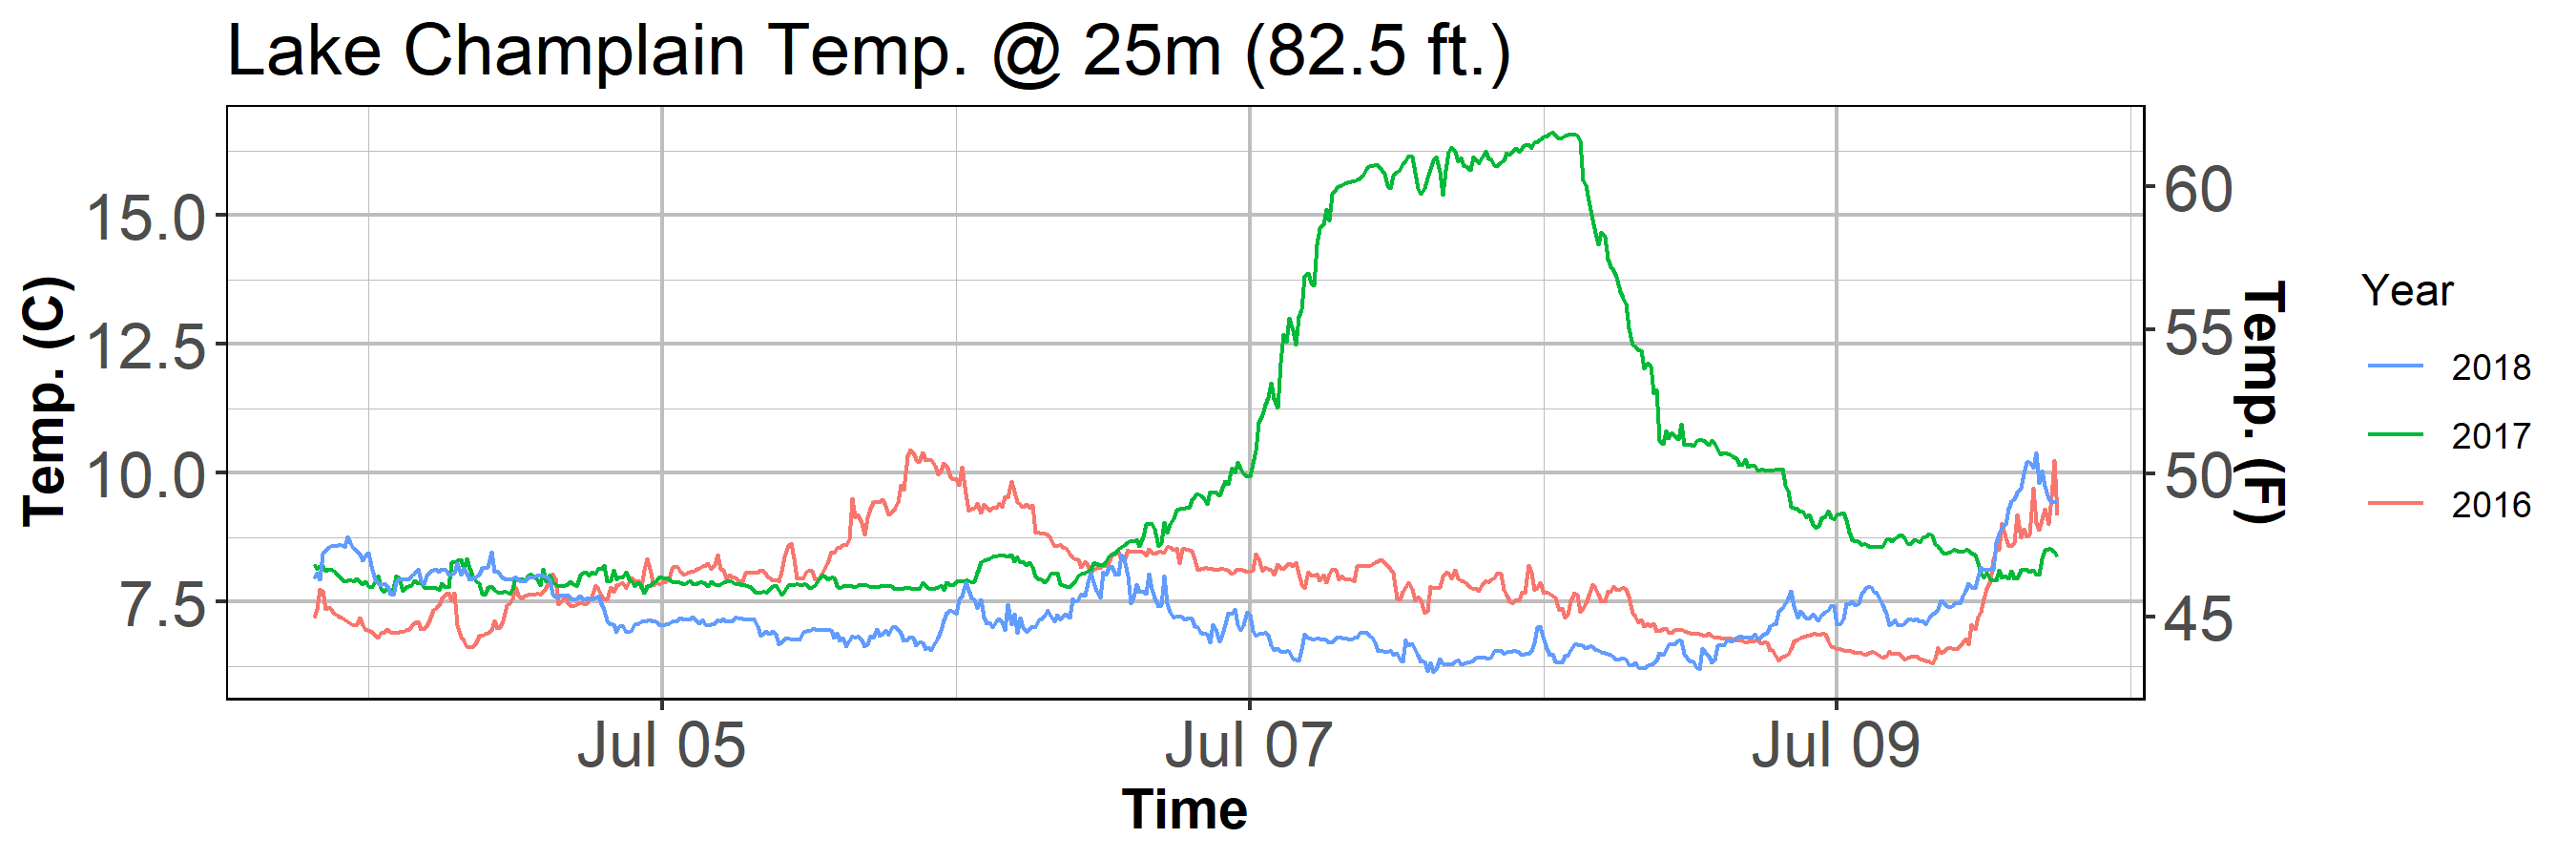 Lake Champlain Temp. @ 25m (82.5 ft.)
Temp. (C)
15.0
12.5
10.0
7.5
60
55
50
45
Temp. (F)
Jul 05
Jul 07
Jul 09
Time
Year
2018
2017
2016